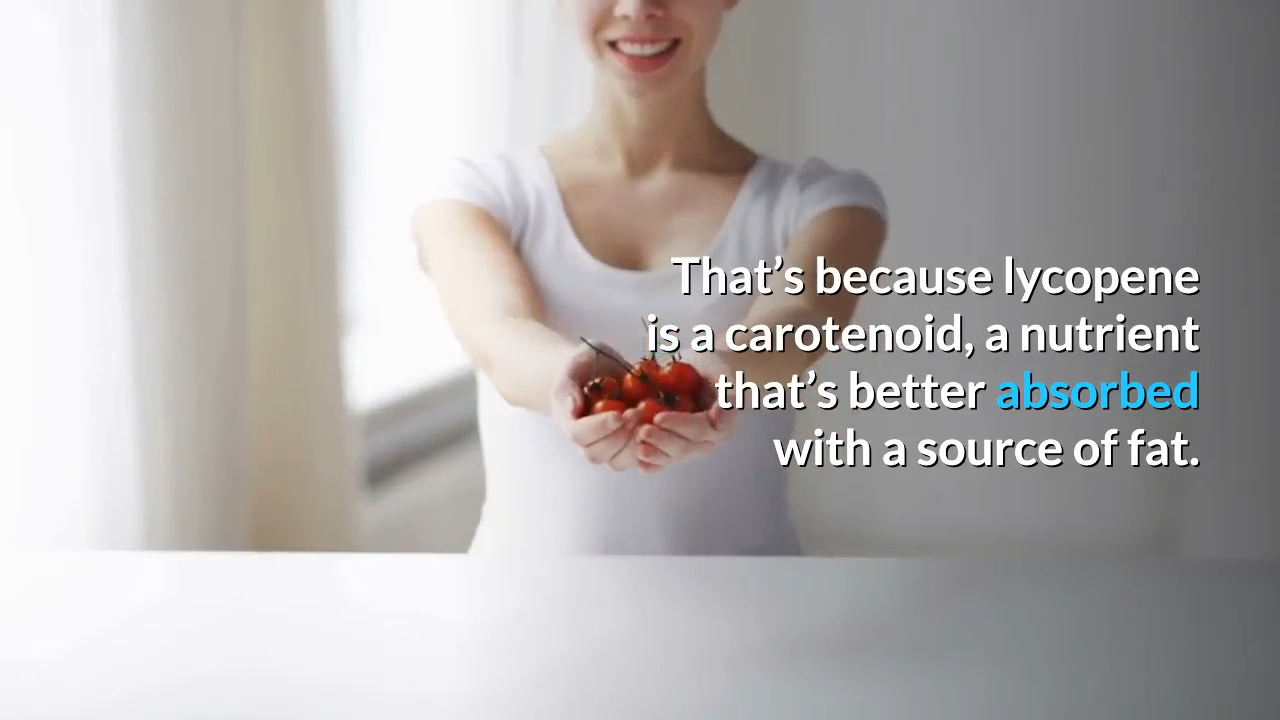 That’s because lycopene
is a carotenoid, a nutrient
that’s better absorbed
with a source of fat.